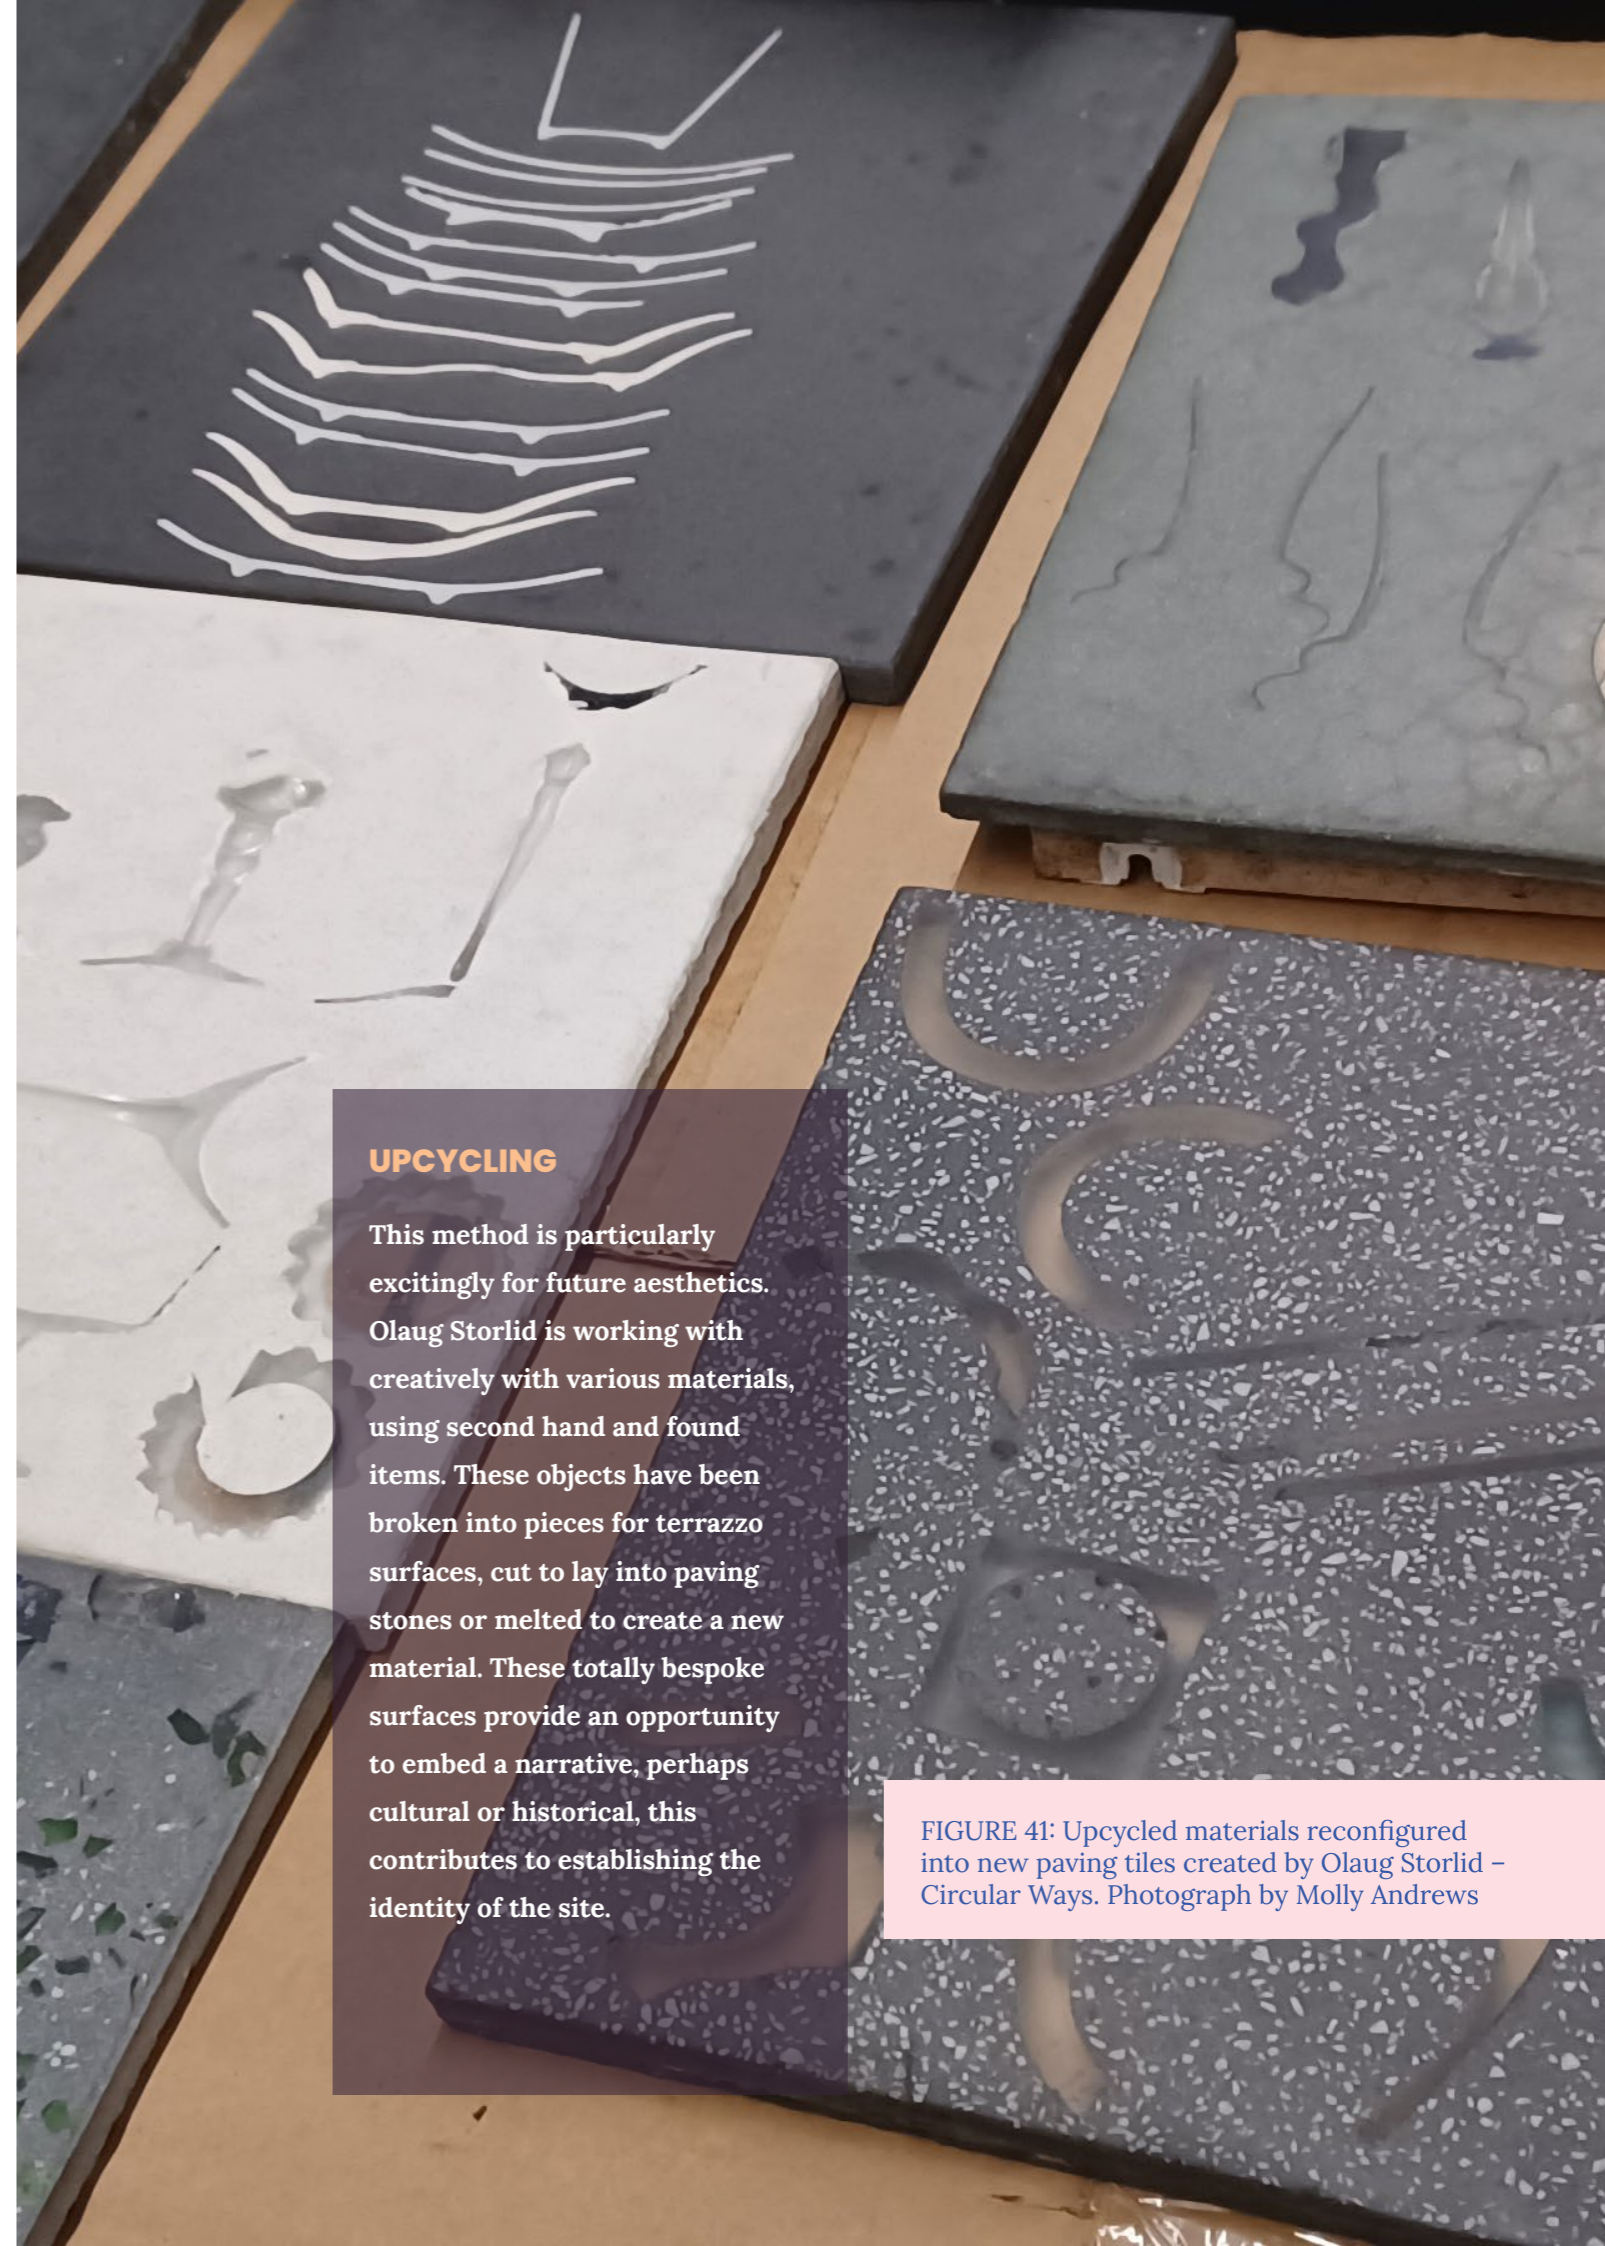 UPCYCLING
This method is particularly
excitingly for future aesthetics.
Olaug Storlid is working with
creatively with various materials,
using second hand and found
items. These objects have been
broken into pieces for terrazzo
surfaces, cut to lay into paving
stones or melted to create a new
material. These totally bespoke
surfaces provide an opportunity
to embed a narrative, perhaps
cultural or historical, this
contributes to establishing the
identity of the site.
FIGURE 41: Upcycled materials reconfigured
into new paving tiles created by Olaug Storlid –
Circular Ways. Photograph by Molly Andrews